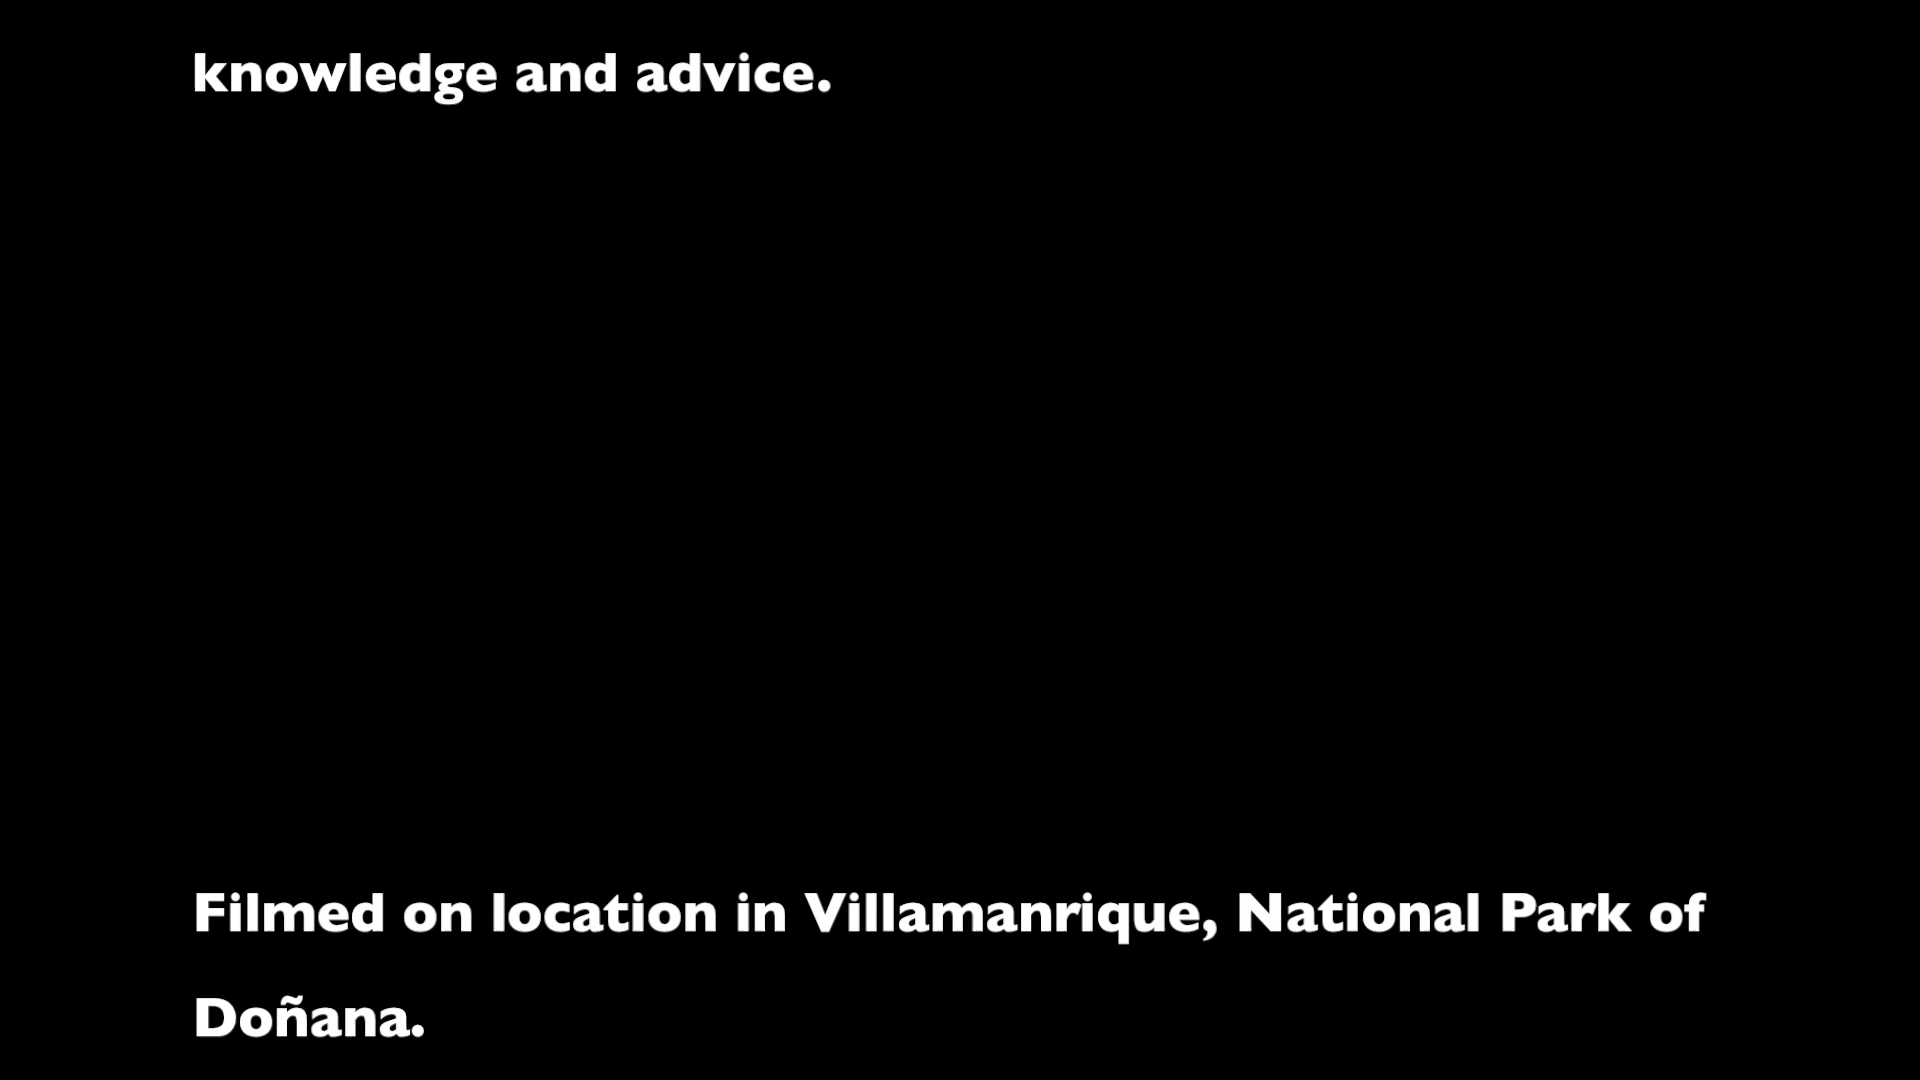 knowledge and advice.
Filmed on location in Villamanrique, National Park of
Doñana.